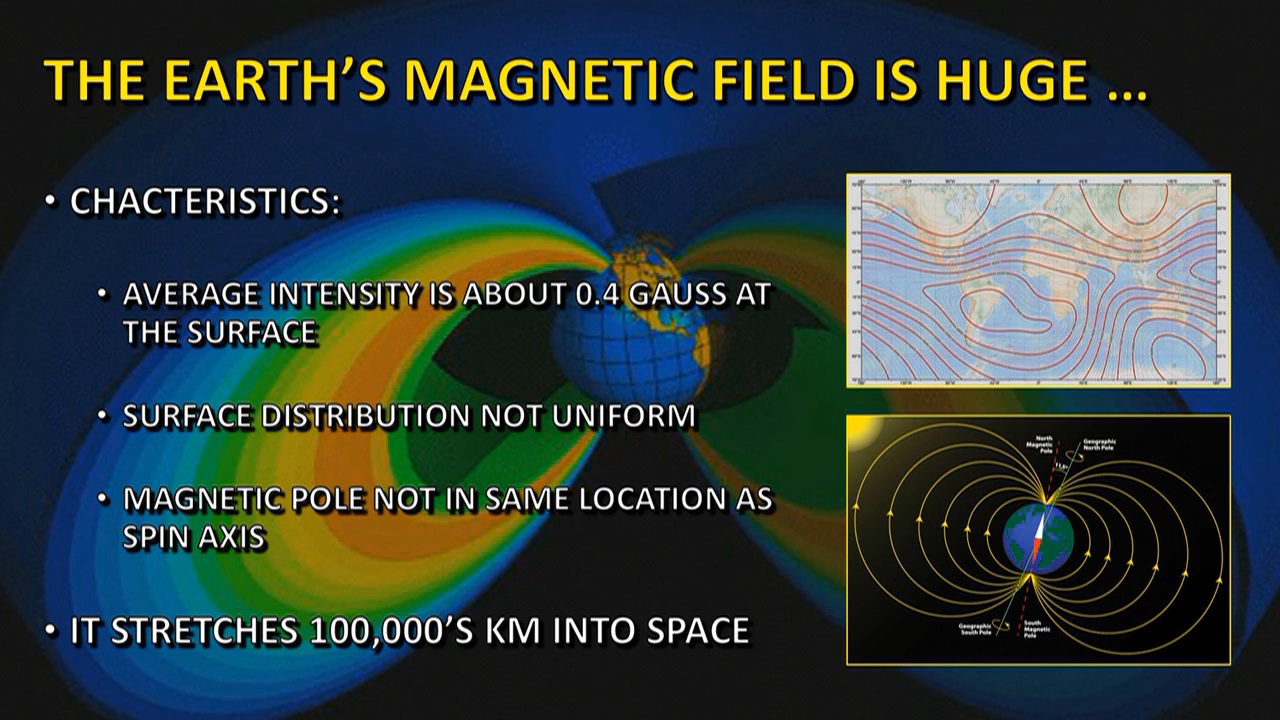 THE EARTH'S MAGNETIC FIELD IS HUGE ...
• CHACTERISTICS:
• AVERAGE INTENSITY IS ABOUT 0.4 GAUSS AT
THE SURFACE
• SURFACE DISTRIBUTION NOT UNIFORM
• MAGNETIC POLE NOT IN SAME LOCATION AS
SPIN AXIS
• IT STRETCHES 100,000'S KM INTO SPACE
North
Magnetic
Pole
Geographic
North Pole
Geographic
South Pole
South
Magnetic
Pole